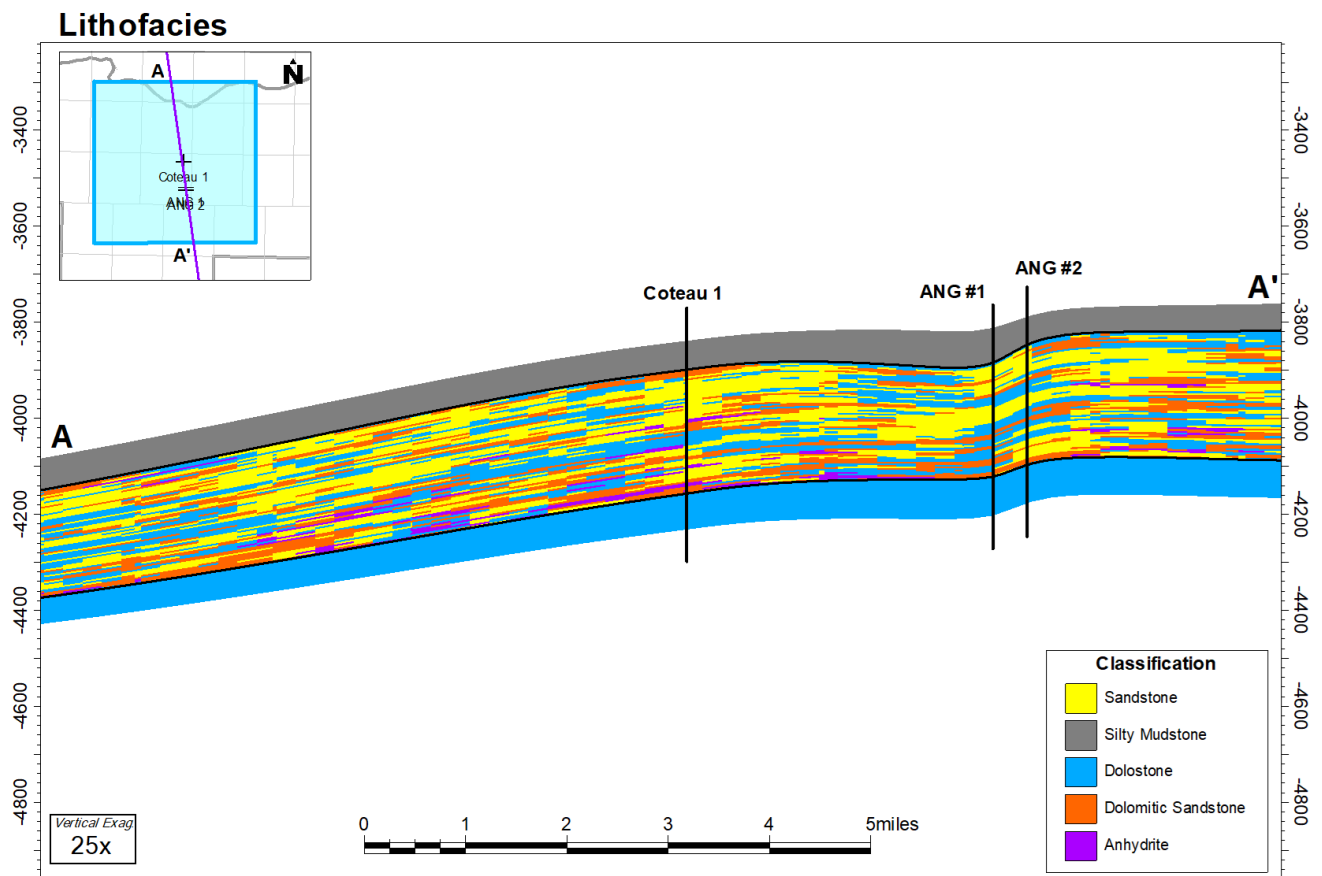 Lithofacies
A
N
Coteau 1
ANG 1
ANG 2
A'
-3400
-3600
-3800
-4000
-4200
-4400
-4600
-4800
-3400
-3600
-3800
-4000
-4200
-4400
-4600
-4800
A
Coteau 1
ANG #1
ANG #2
A'
Classification
Sandstone
Silty Mudstone
Dolostone
Dolomitic Sandstone
Anhydrite
Vertical Exag
25x
0 1 2 3 4 5miles